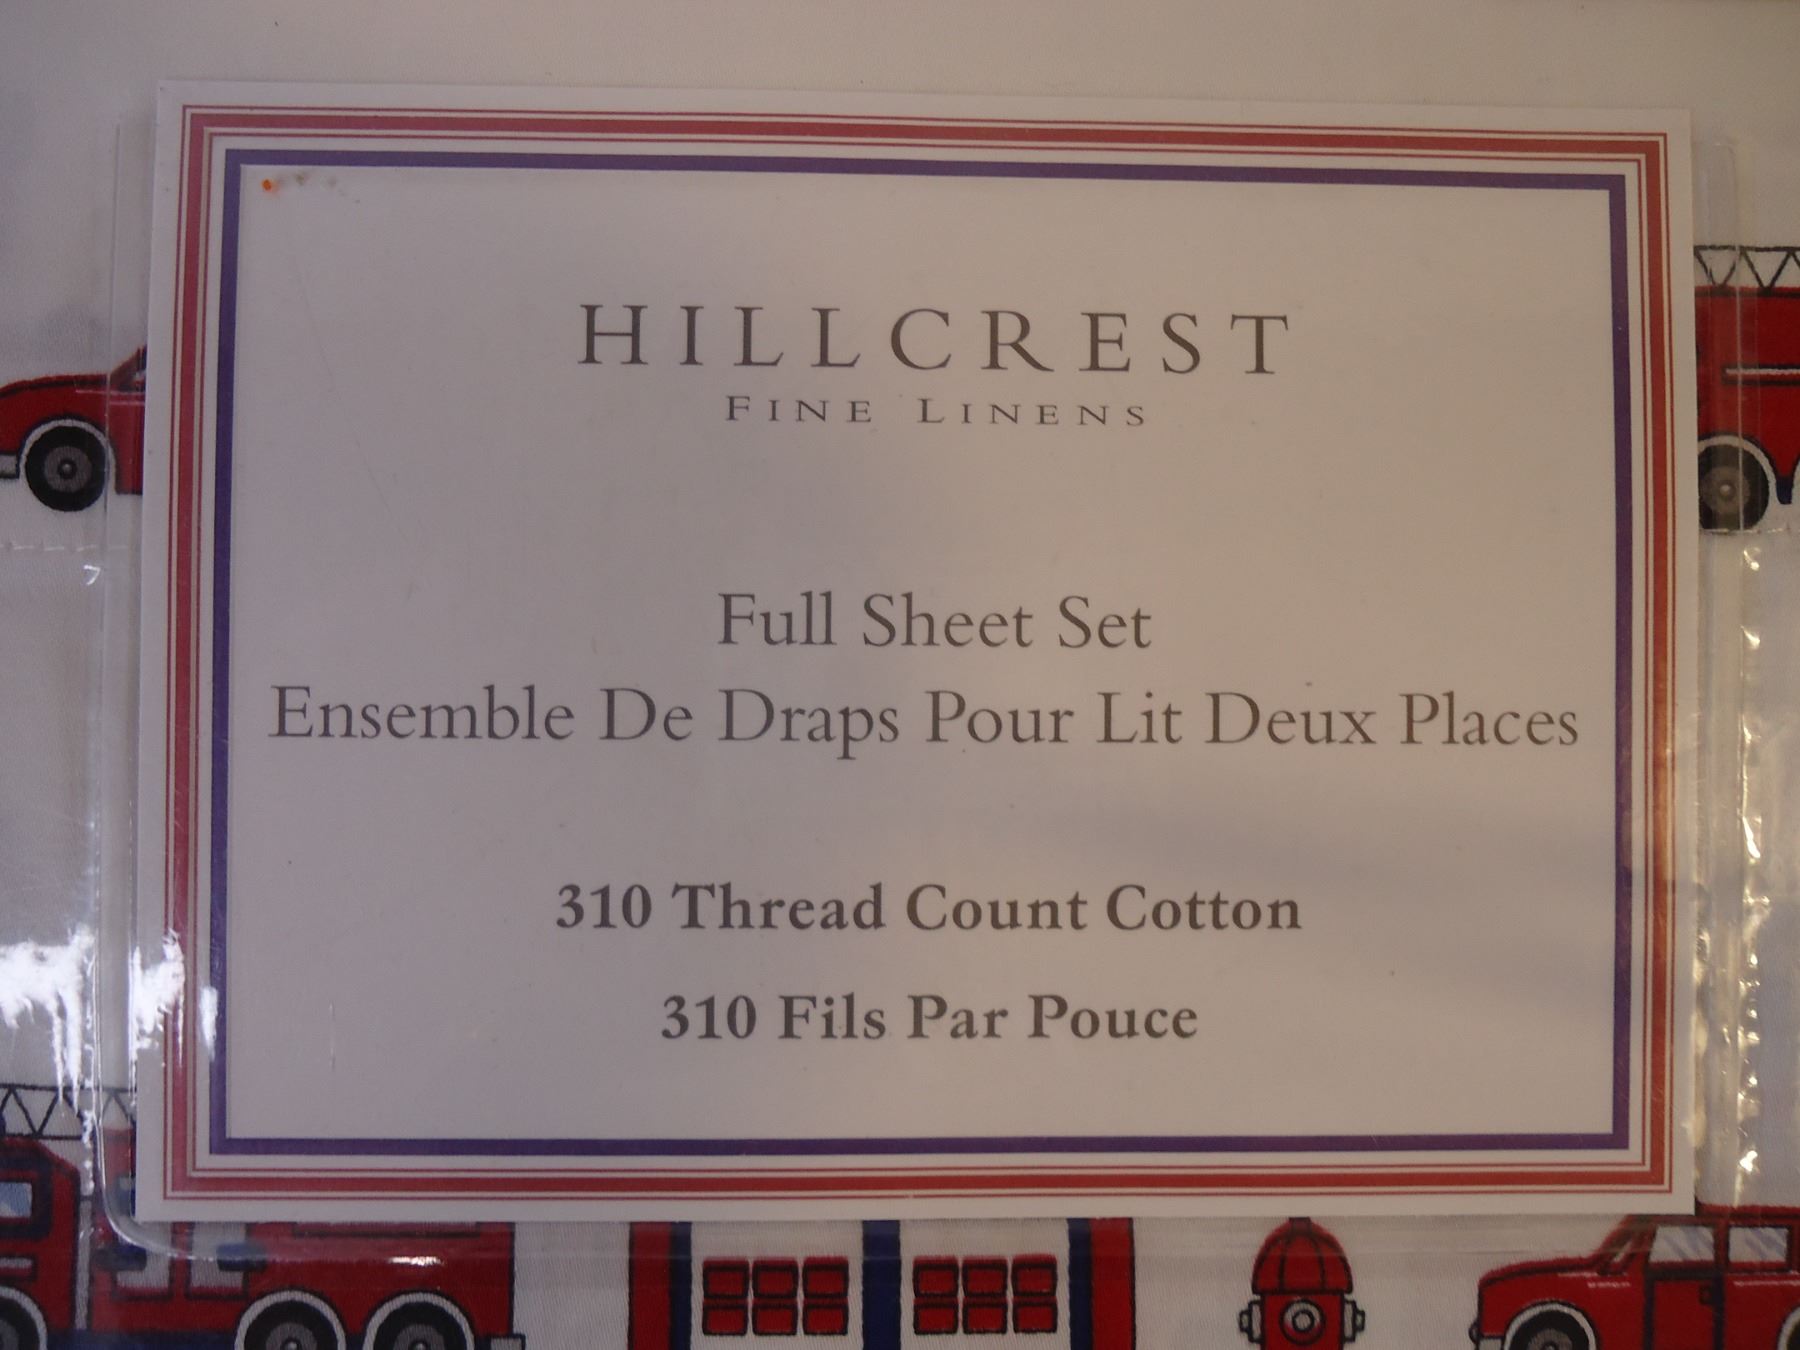 HILLCREST
FINE LINENS
Full Sheet Set
Ensemble De Draps Pour Lit Deux Places
310 Thread Count Cotton
310 Fils Par Pouce